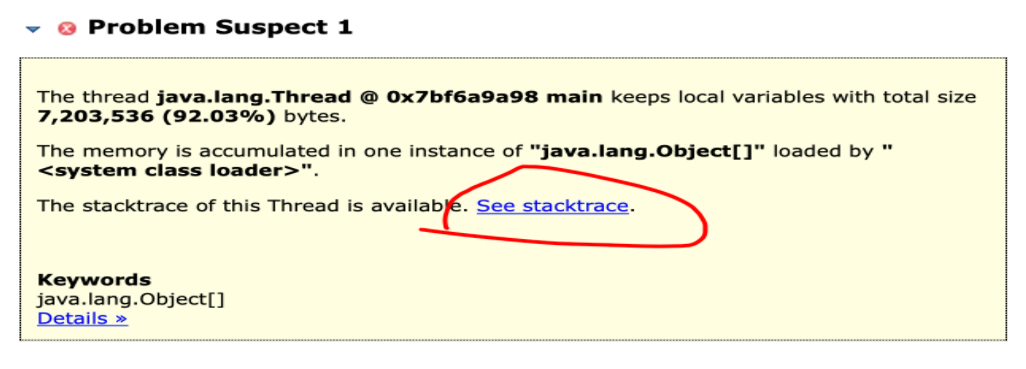 Problem Suspect 1
The thread java.lang.Thread @ 0x7bf6a9a98 main keeps local variables with total size
7,203,536 (92.03%) bytes.
The memory is accumulated in one instance of "java.lang.Object[]" loaded by "
<system class loader>".
The stacktrace of this Thread is available. See stacktrace.
Keywords
java.lang.Object[]
Details »